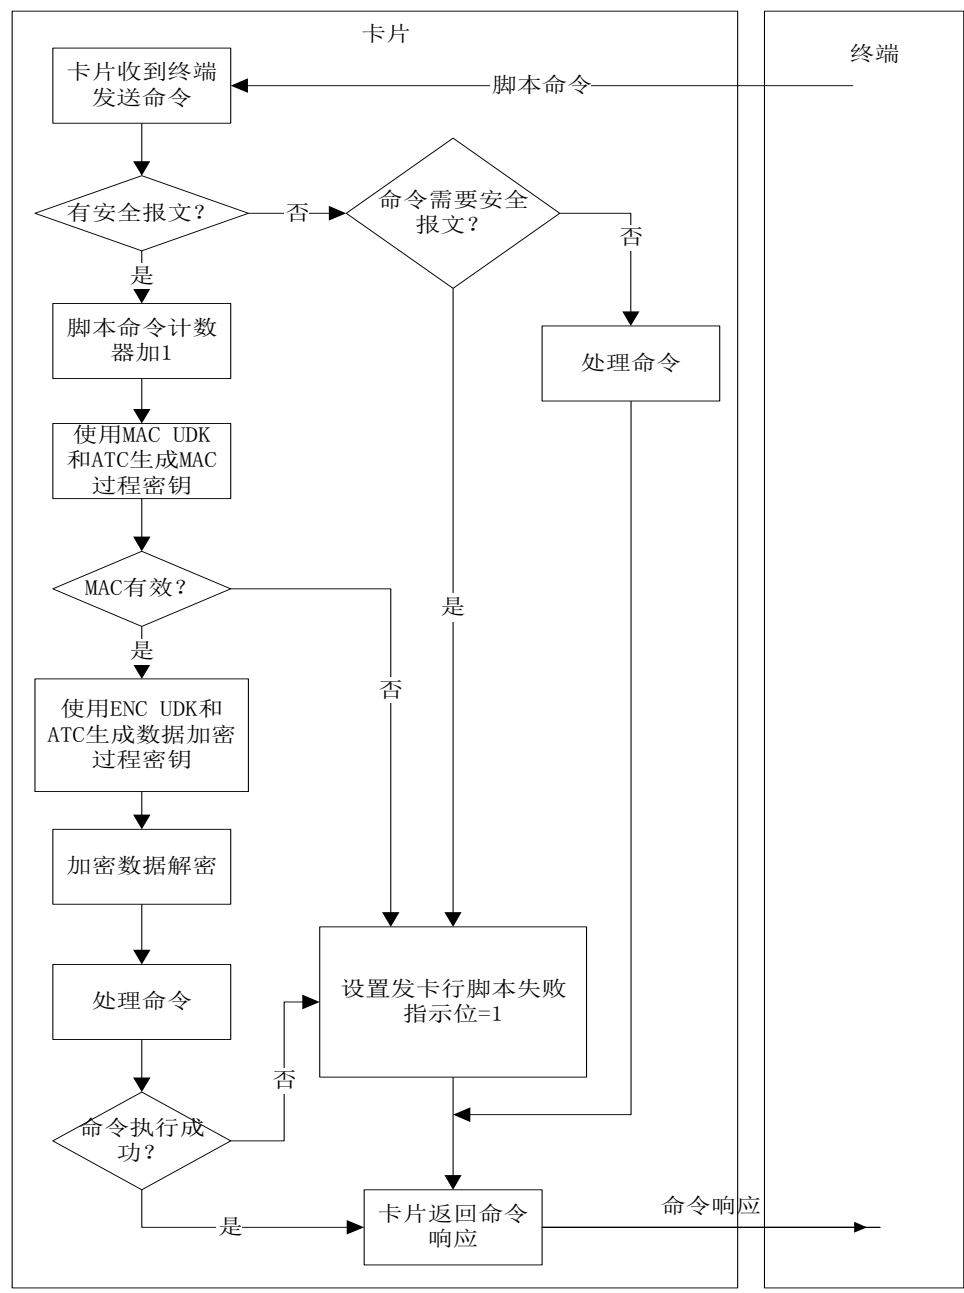 卡片
终端
卡片收到终端
发送命令
脚本命令
有安全报文？
否
命令需要安全
报文？
否
是
脚本命令计数
器加1
处理命令
使用MAC UDK
和ATC生成MAC
过程密钥
MAC有效？
是
是
否
使用ENC UDK和
ATC生成数据加密
过程密钥
加密数据解密
处理命令
设置发卡行脚本失败
指示位=1
否
命令执行成
功？
是
卡片返回命令
响应
命令响应